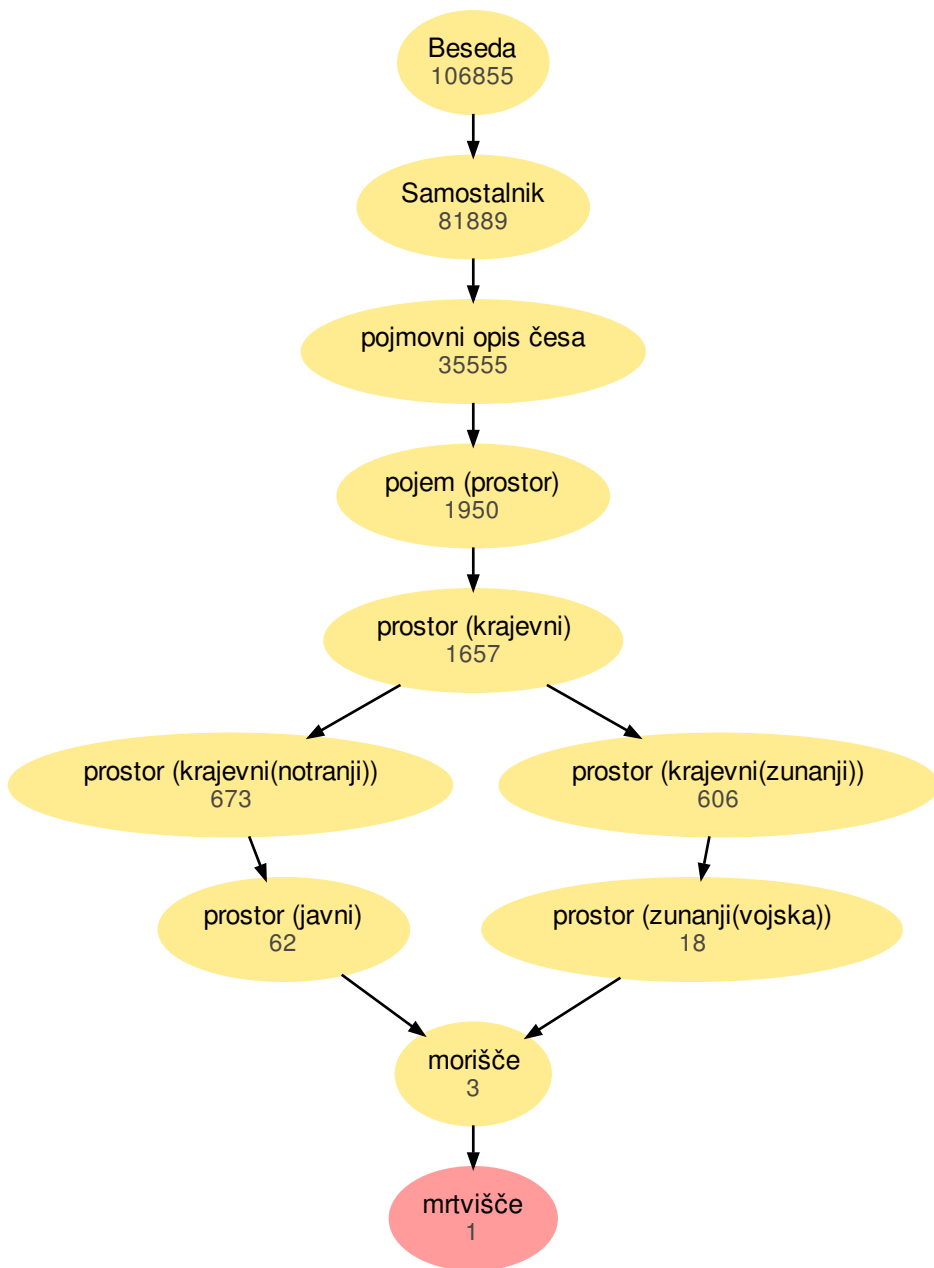 Beseda
106855
Samostalnik
81889
pojmovni opis česa
35555
pojem (prostor)
1950
prostor (krajevni)
1657
prostor (krajevni(notranji))
673
prostor (krajevni(zunanji))
606
prostor (javni)
62
prostor (zunanji(vojska))
18
morišče
3
mrtvišče
1